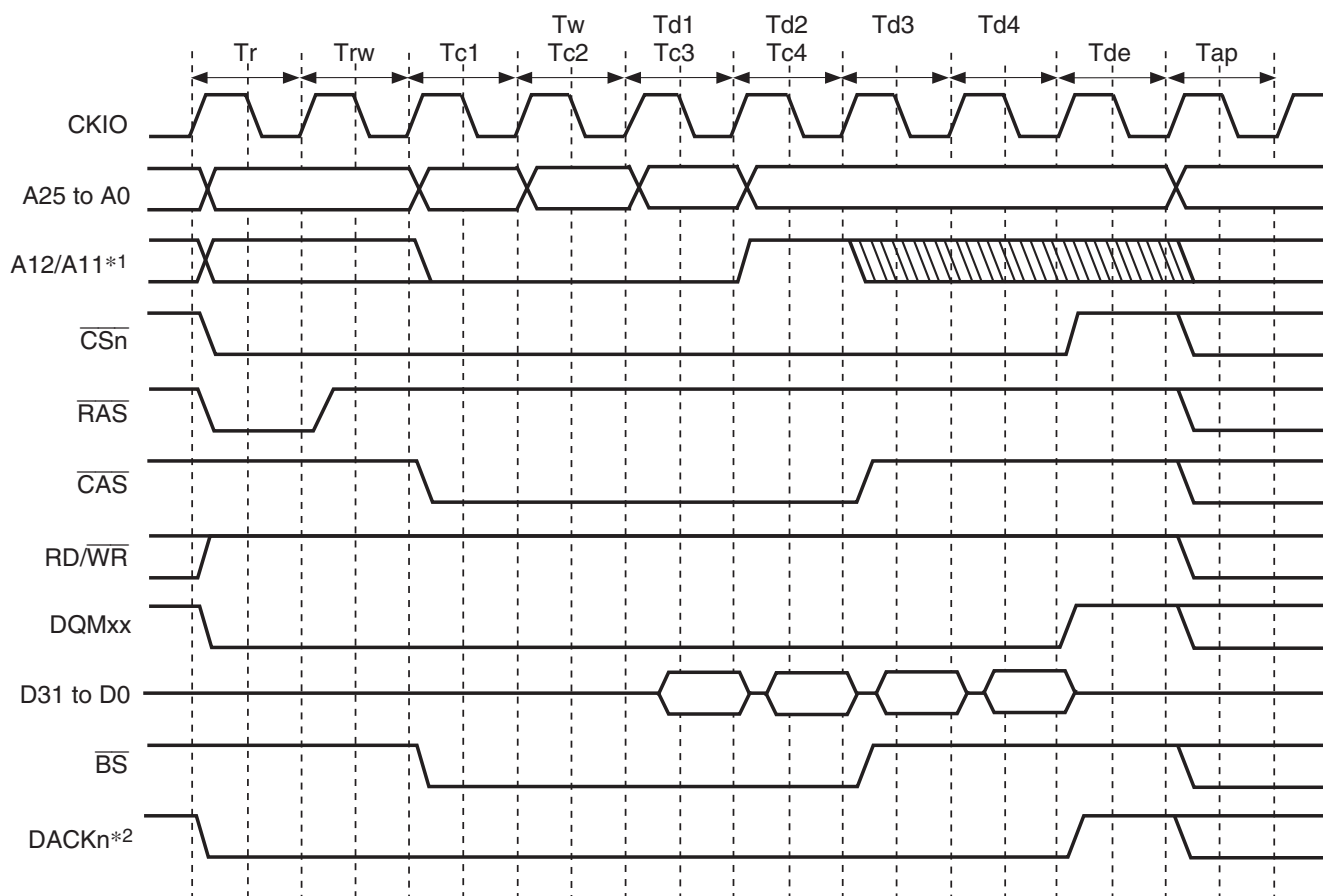 Tw Td1 Td2 Td3 Td4
Tr Trw Tc1 Tc2 Tc3 Tc4 Tde Tap
CKIO
A25 to A0
A12/A11*1
CSn
RAS
CAS
RD/WR
DQMxx
D31 to D0
BS
DACKn*2